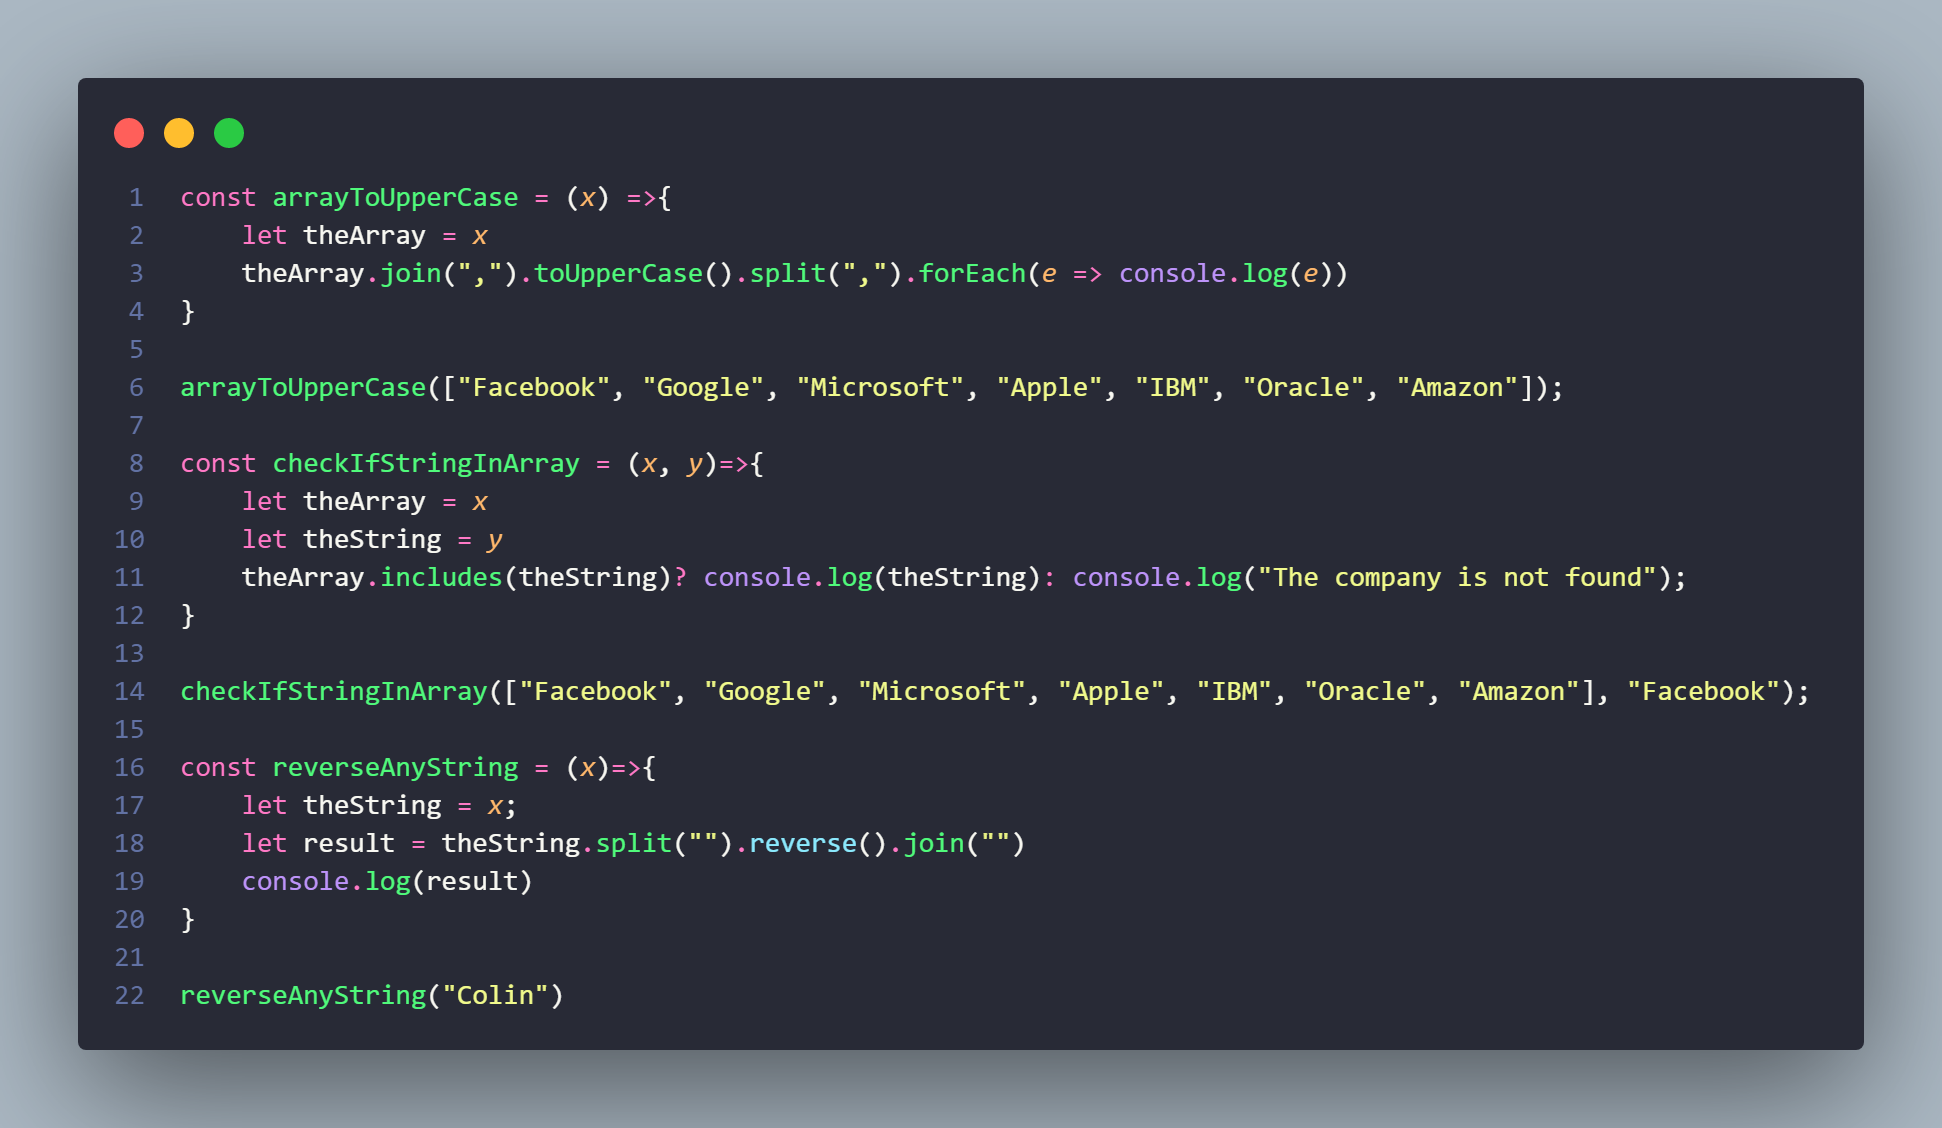 1 const arrayToUpperCase = (x) =>{
2     let theArray = x
3     theArray.join(",").toUpperCase().split(",").forEach(e => console.log(e))
4 }
5
6 arrayToUpperCase(["Facebook", "Google", "Microsoft", "Apple", "IBM", "Oracle", "Amazon"]);
7
8 const checkIfStringInArray = (x, y)=>{
9     let theArray = x
10     let theString = y
11     theArray.includes(theString)? console.log(theString): console.log("The company is not found");
12 }
13
14 checkIfStringInArray(["Facebook", "Google", "Microsoft", "Apple", "IBM", "Oracle", "Amazon"], "Facebook");
15
16 const reverseAnyString = (x)=>{
17     let theString = x;
18     let result = theString.split("").reverse().join("")
19     console.log(result)
20 }
21
22 reverseAnyString("Colin")